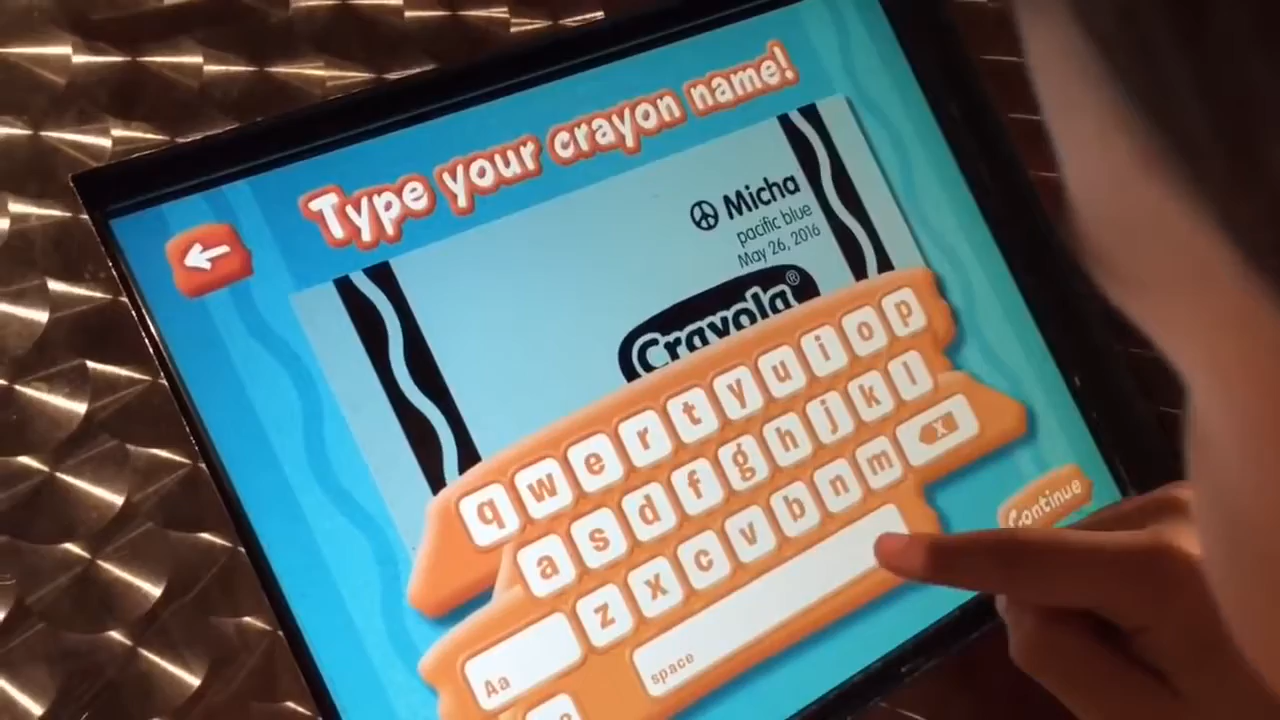 Type your crayon name!
Micha
pacific blue
May 26, 2016
Crayola®
q w e r t y u i o p
a s d f g h j k l
z x c v b n m X
Aa
space
Continue